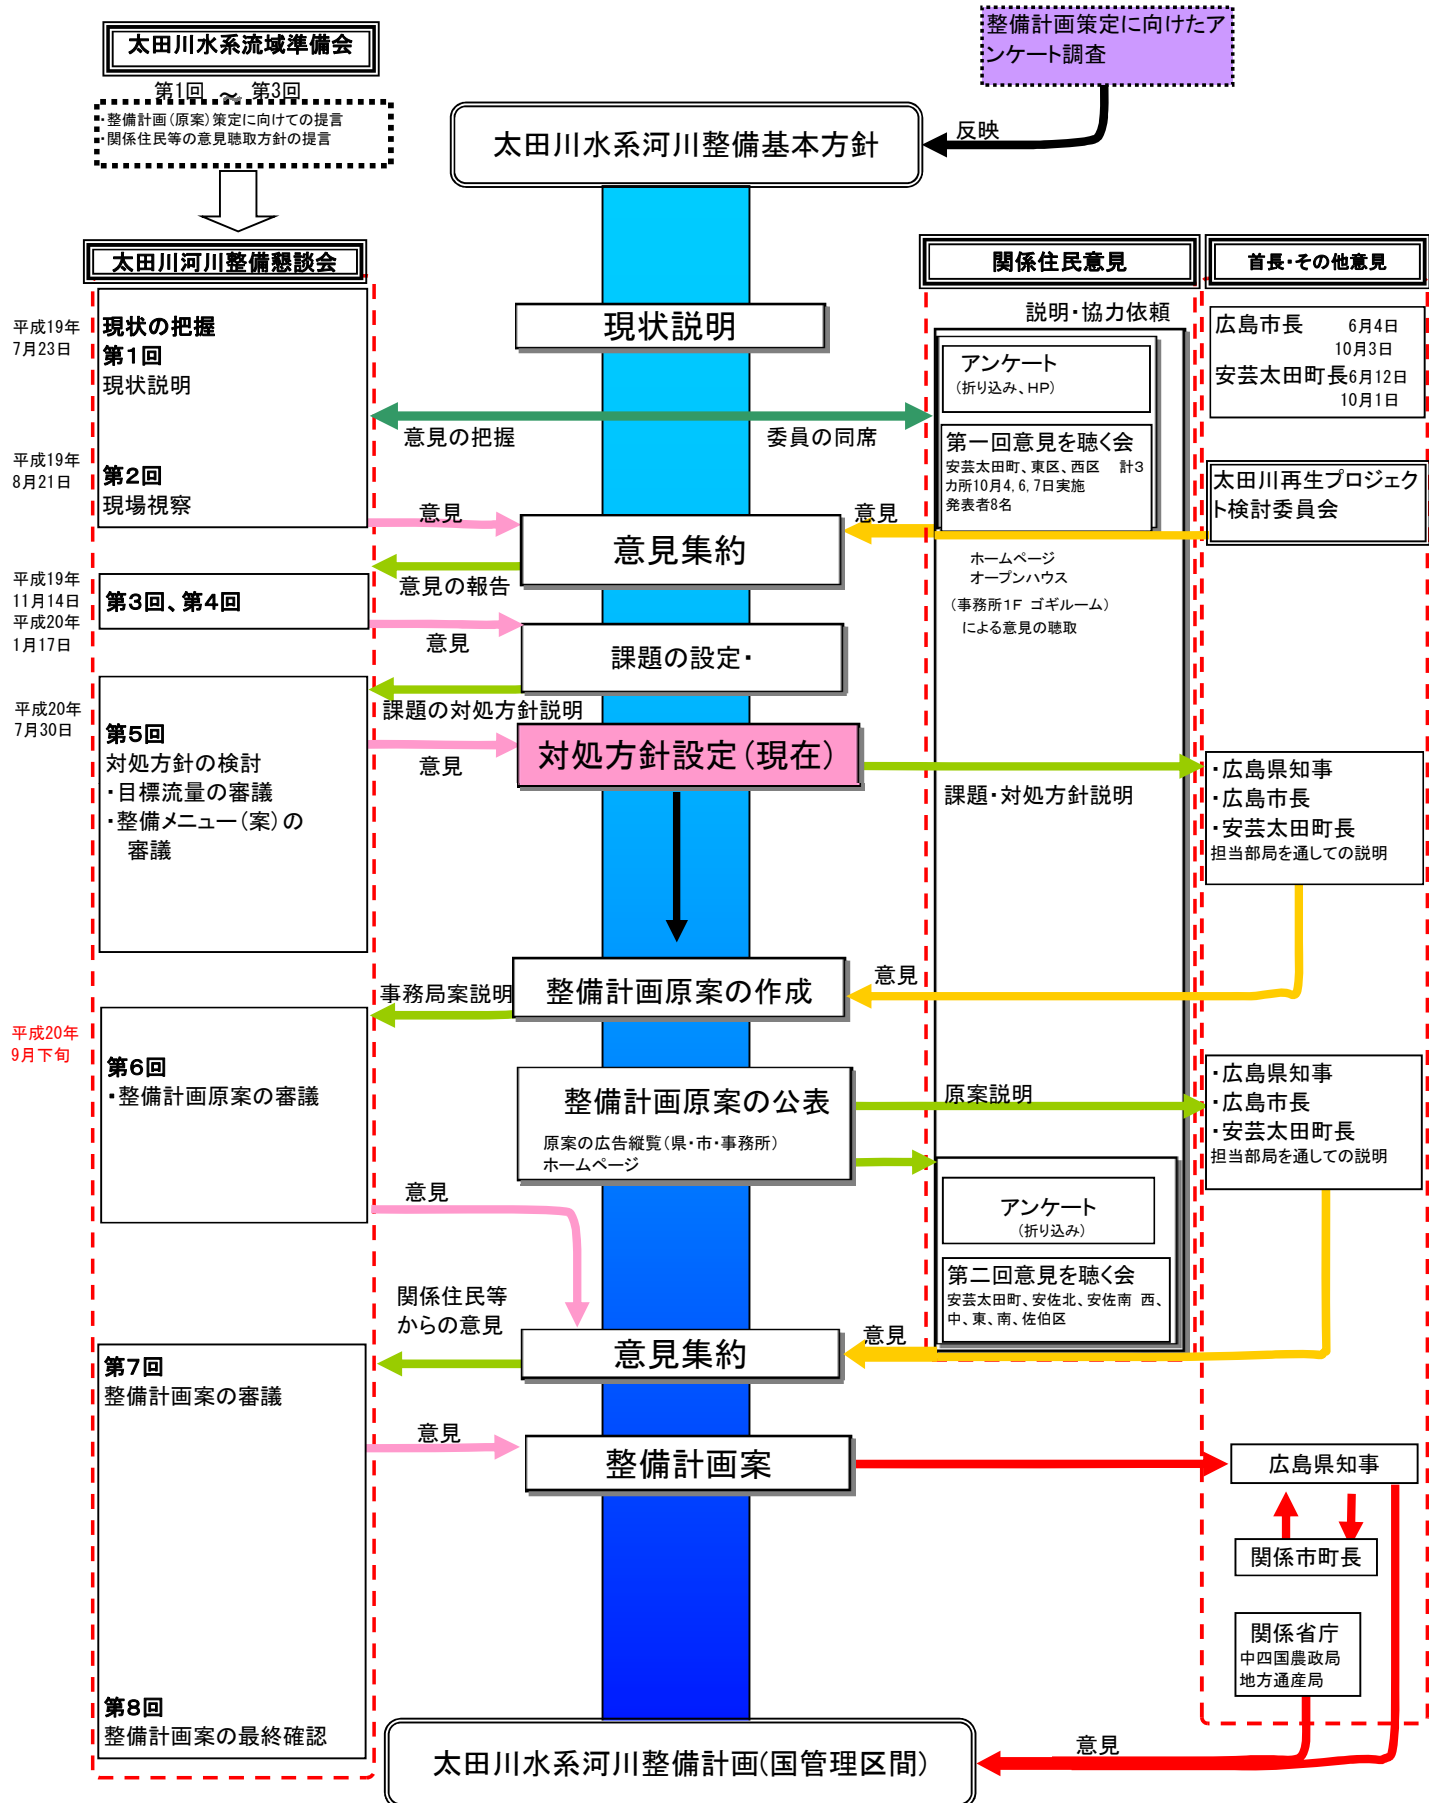 太田川水系流域準備会
第1回 ～ 第3回
・整備計画(原案)策定に向けての提言
・関係住民等の意見聴取方針の提言
整備計画策定に向けたア
ンケート調査
反映
太田川水系河川整備基本方針
太田川河川整備懇談会
関係住民意見
首長・その他意見
平成19年
7月23日
現状の把握
第1回
現状説明
平成19年
8月21日
第2回
現場視察
現状説明
意見の把握
委員の同席
説明・協力依頼
アンケート
(折り込み、HP)
第一回意見を聴く会
安芸太田町、東区、西区 計3
カ所10月4,6,7日実施
発表者8名
広島市長 6月4日
10月3日
安芸太田町長6月12日
10月1日
太田川再生プロジェク
ト検討委員会
意見
意見集約
意見
意見の報告
ホームページ
オープンハウス
(事務所1F ゴギルーム)
による意見の聴取
平成19年
11月14日
平成20年
1月17日
第3回、第4回
意見
課題の設定・
課題の対処方針説明
平成20年
7月30日
第5回
対処方針の検討
・目標流量の審議
・整備メニュー(案)の
審議
意見
対処方針設定(現在)
課題・対処方針説明
・広島県知事
・広島市長
・安芸太田町長
担当部局を通しての説明
意見
事務局案説明
整備計画原案の作成
平成20年
9月下旬
第6回
・整備計画原案の審議
整備計画原案の公表
原案の広告縦覧(県・市・事務所)
ホームページ
原案説明
・広島県知事
・広島市長
・安芸太田町長
担当部局を通しての説明
アンケート
(折り込み)
第二回意見を聴く会
安芸太田町、安佐北、安佐南 西、
中、東、南、佐伯区
意見
関係住民等
からの意見
意見集約
意見
第7回
整備計画案の審議
意見
整備計画案
広島県知事
関係市町長
関係省庁
中四国農政局
地方通産局
第8回
整備計画案の最終確認
意見
太田川水系河川整備計画(国管理区間)